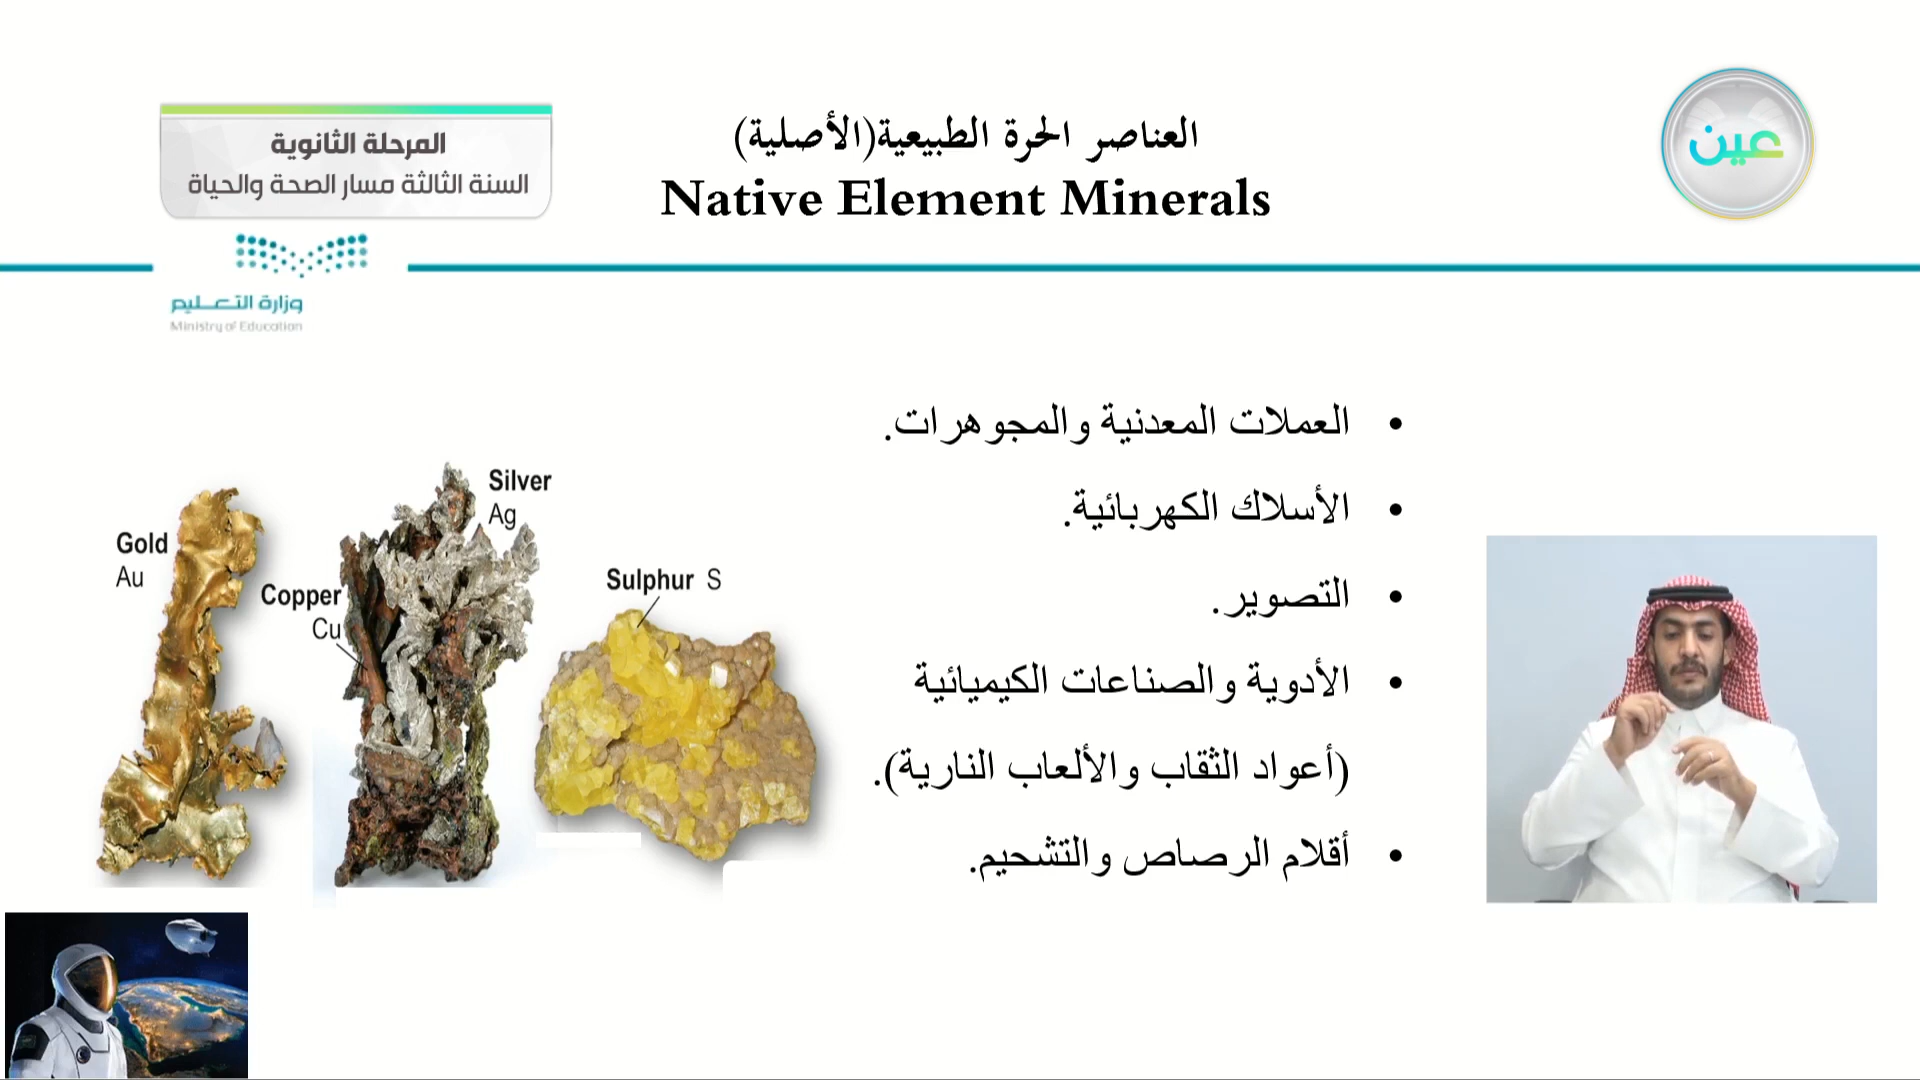 المرحلة الثانوية
السنة الثالثة مسار الصحة والحياة
العناصر الحرة الطبيعية(الأصلية)
Native Element Minerals
عين
وزارة التعليم
Ministry of Education
• العملات المعدنية والمجوهرات.
• الأسلاك الكهربائية.
• التصوير.
• الأدوية والصناعات الكيميائية
(أعواد الثقاب والألعاب النارية).
• أقلام الرصاص والتشحيم.
Gold
Au
Copper
Cu
Silver
Ag
Sulphur S